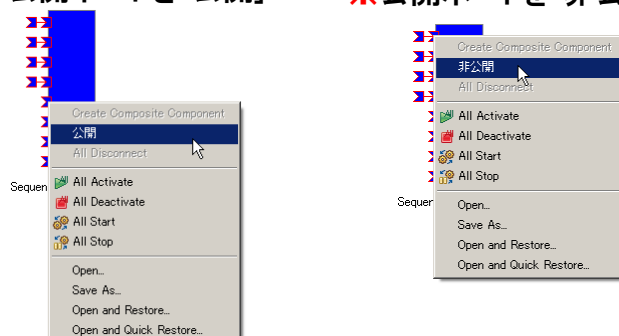 Create Composite Component
公開
All Disconnect
All Activate
All Deactivate
All Start
All Stop
Open...
Save As...
Open and Restore...
Open and Quick Restore...
Sequen
Create Composite Component
非公開
All Disconnect
All Activate
All Deactivate
All Start
All Stop
Open...
Save As...
Open and Restore...
Open and Quick Restore...
Sequer